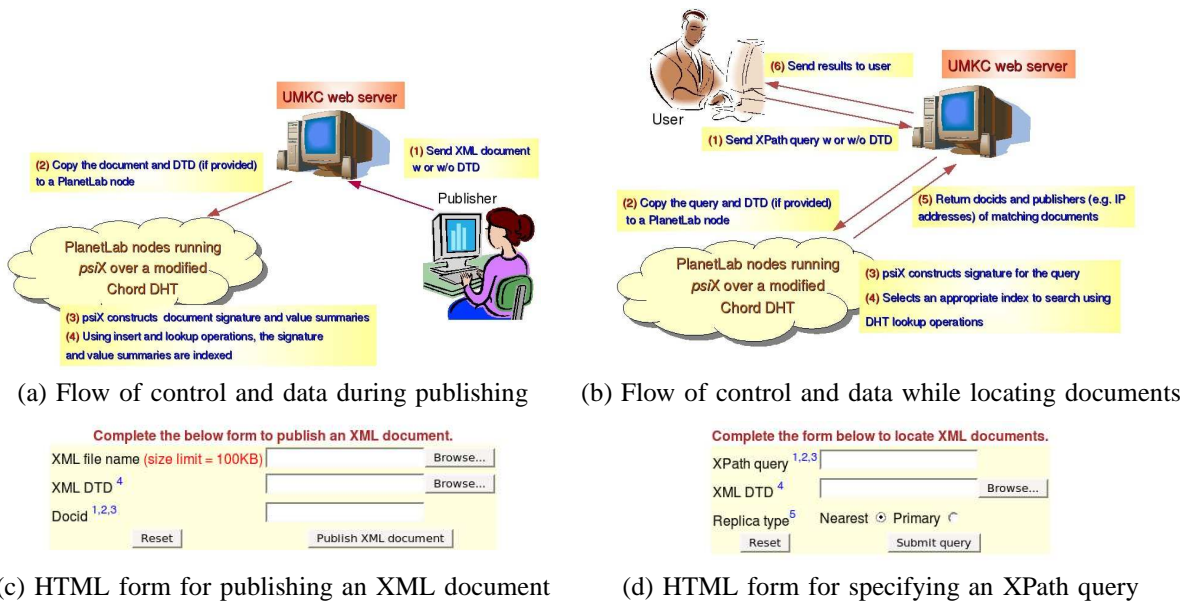 UMKC web server
(1) Send XML document
w or w/o DTD
(2) Copy the document and DTD (if provided)
to a PlanetLab node
Publisher
PlanetLab nodes running
psiX over a modified
Chord DHT
(3) psiX constructs document signature and value summaries
(4) Using insert and lookup operations, the signature
and value summaries are indexed
(a) Flow of control and data during publishing
(6) Send results to user
UMKC web server
User
(1) Send XPath query w or w/o DTD
(2) Copy the query and DTD (if provided)
to a PlanetLab node
(5) Return docids and publishers (e.g. IP
addresses) of matching documents
PlanetLab nodes running
psiX over a modified
Chord DHT
(3) psiX constructs signature for the query
(4) Selects an appropriate index to search using
DHT lookup operations
(b) Flow of control and data while locating documents
Complete the below form to publish an XML document.
XML file name (size limit = 100KB) Browse...
XML DTD 4 Browse...
Docid 1,2,3
Reset Publish XML document
(c) HTML form for publishing an XML document
Complete the form below to locate XML documents.
XPath query 1,2,3
XML DTD 4 Browse...
Replica type5 Nearest Primary
Reset Submit query
(d) HTML form for specifying an XPath query